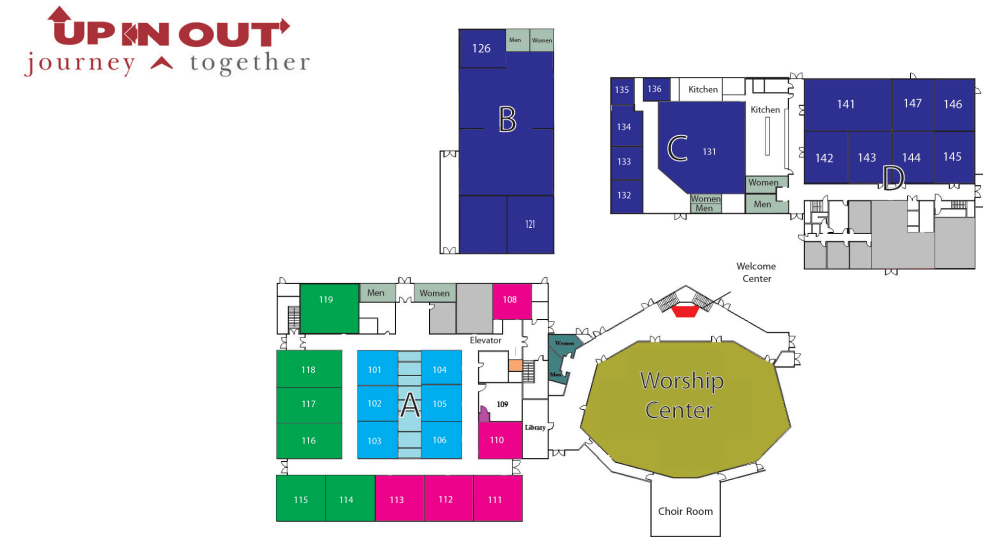 UP IN OUT
journey together
126
Men
Women
B
121
135
136
Kitchen
134
133
132
C
131
Kitchen
Women
Men
Women
Men
141
147
146
142
143
144
145
D
Welcome
Center
119
Men
Women
108
Elevator
118
117
116
101
102
103
A
104
105
106
109
110
Library
Women
Men
Worship
Center
115
114
113
112
111
Choir Room